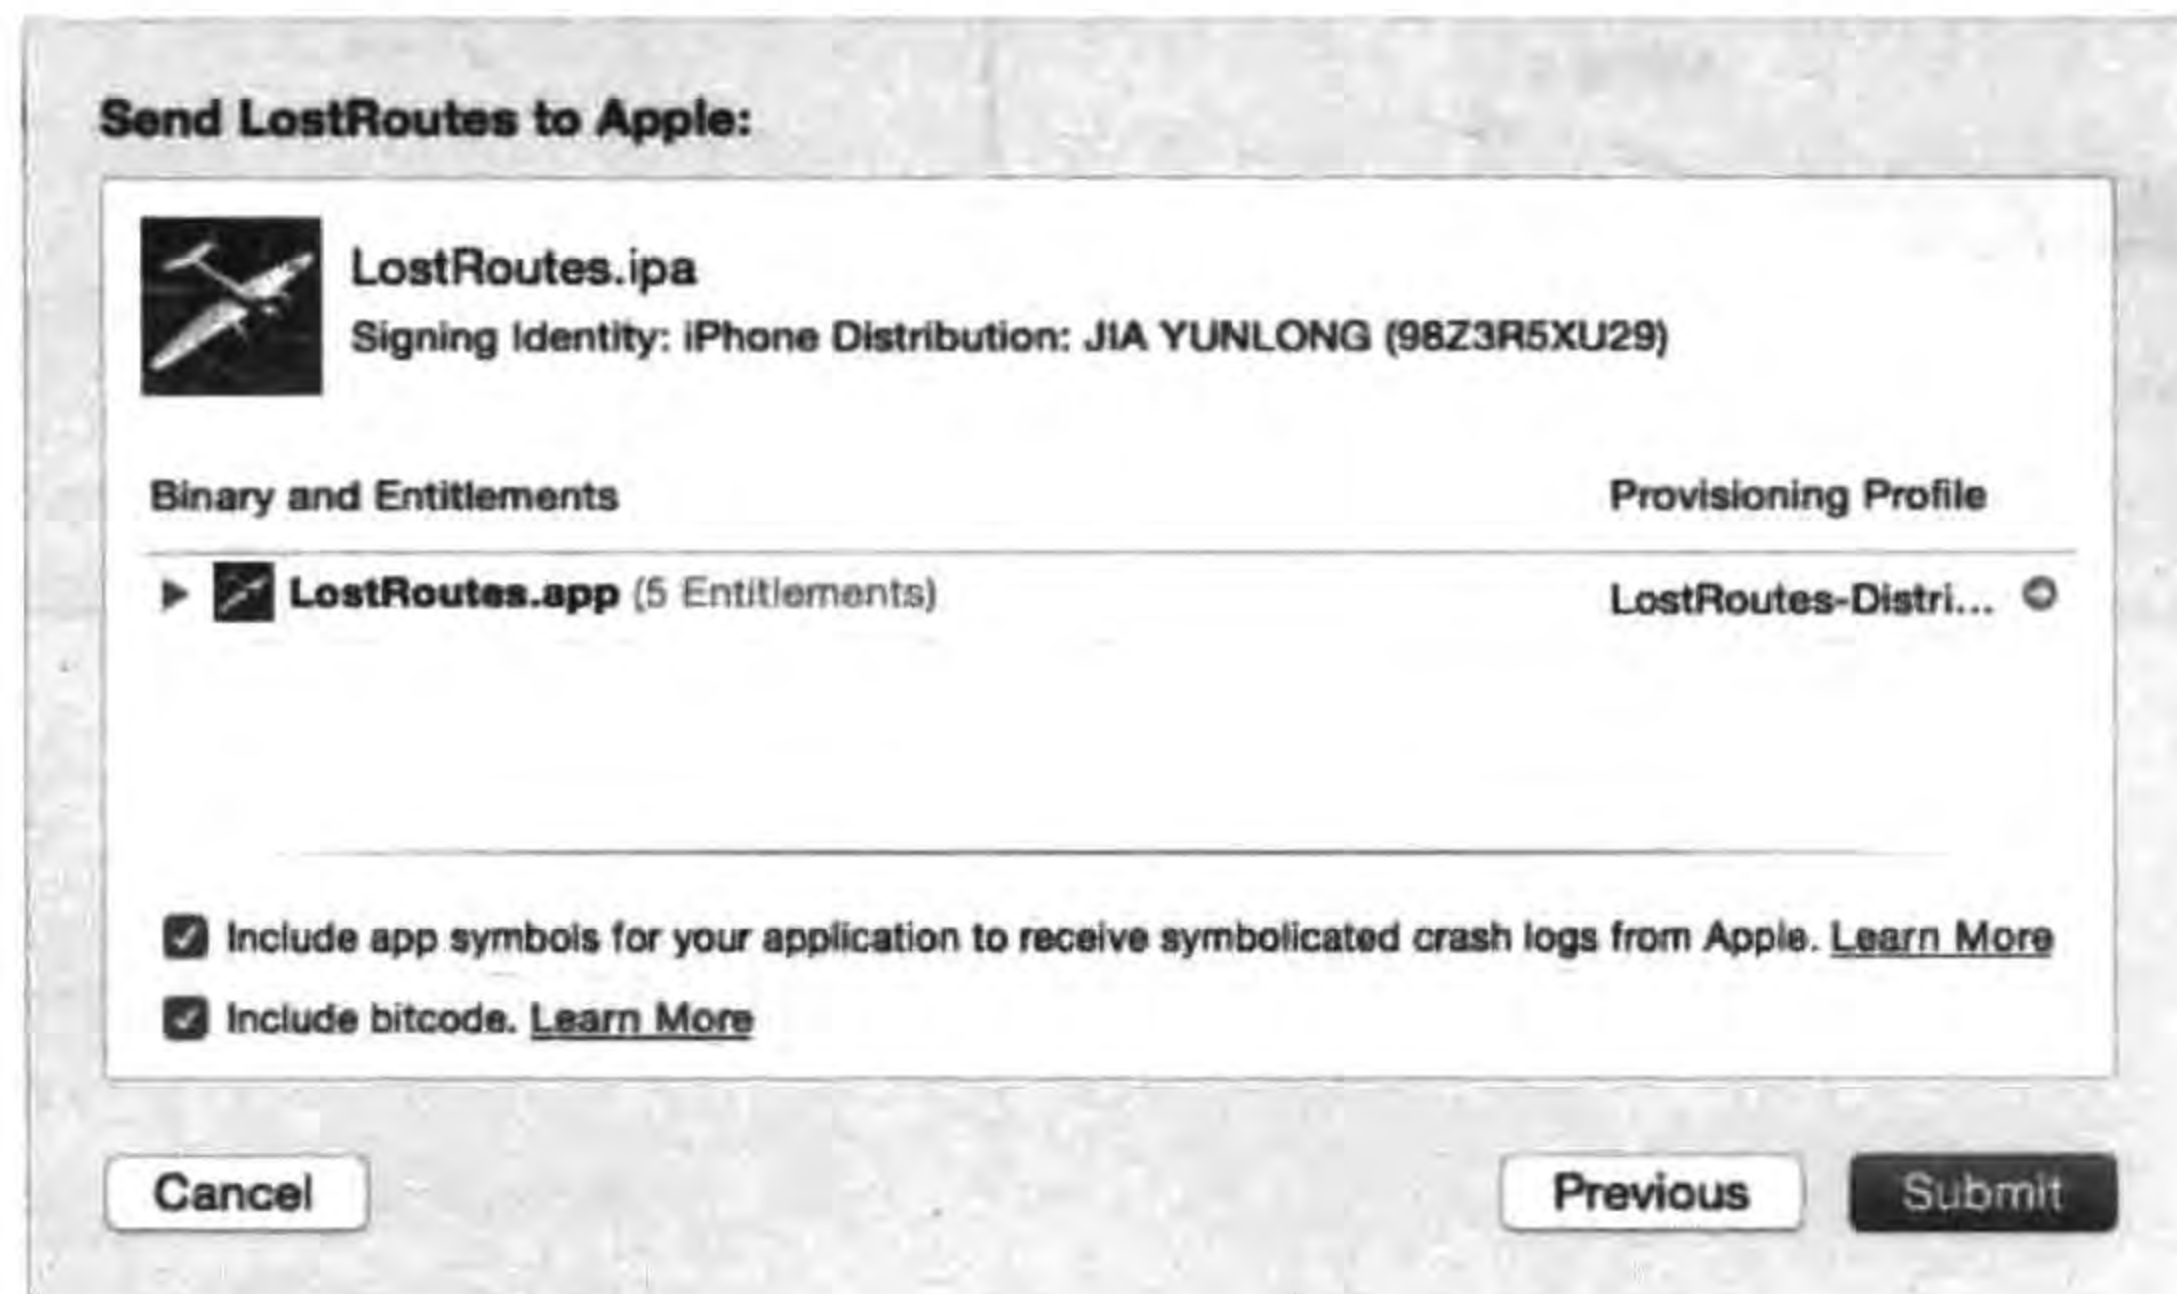 Send LostRoutes to Apple:
LostRoutes.ipa
Signing Identity: iPhone Distribution: JIA YUNLONG (98Z3R5XU29)
Binary and Entitlements Provisioning Profile
LostRoutes.app (5 Entitlements) LostRoutes-Distri...
Include app symbols for your application to receive symbolicated crash logs from Apple. Learn More
Include bitcode. Learn More
Cancel Previous Submit